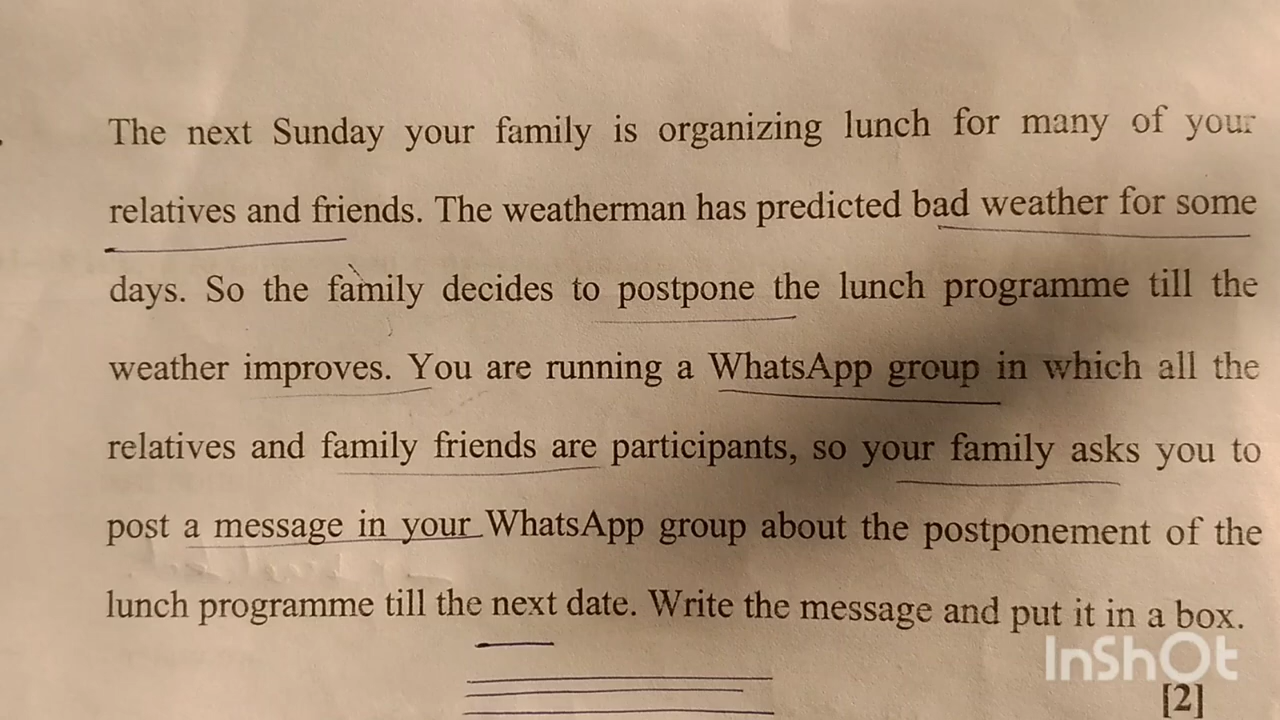 The next Sunday your family is organizing lunch for many of your
relatives and friends. The weatherman has predicted bad weather for some
days. So the family decides to postpone the lunch programme till the
weather improves. You are running a WhatsApp group in which all the
relatives and family friends are participants, so your family asks you to
post a message in your WhatsApp group about the postponement of the
lunch programme till the next date. Write the message and put it in a box.
InShOt
[2]